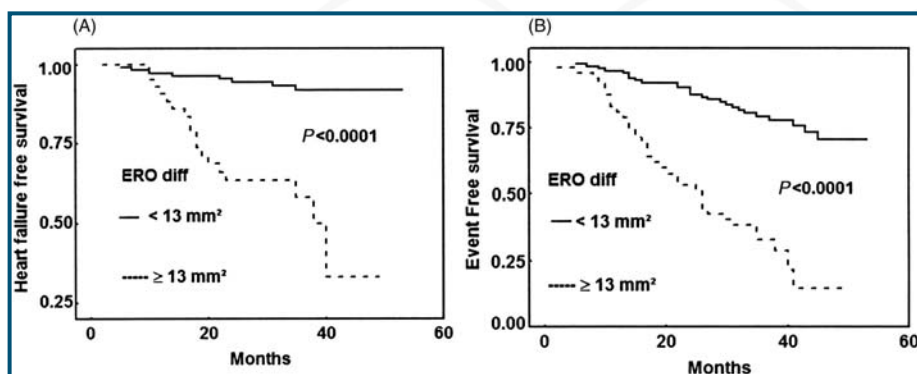 (A)
Heart fallure free survival
1.00
0.75
0.50
0.25
P<0.0001
ERO diff
< 13 mm²
≥ 13 mm²
0
20
40
60
Months
(B)
Event Free survival
1.00
0.75
0.50
0.25
0.00
P<0.0001
ERO diff
< 13 mm²
≥ 13 mm²
0
20
40
60
Months